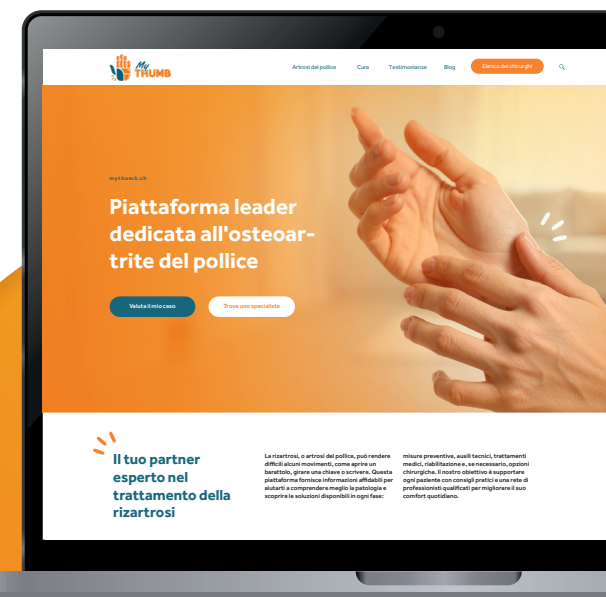 My
THUMB
Artrosi del pollice
Cura
Testimonianze
Blog
Elenco dei chirurghi
mythumb.ch
Piattaforma leader
dedicata all'osteoar-
trite del pollice
Valuta il mio caso
Trova uno specialista
Il tuo partner
esperto nel
trattamento della
rizartrosi
La rizartrosi, o artrosi del pollice, può rendere
difficili alcuni movimenti, come aprire un
barattolo, girare una chiave o scrivere. Questa
piattaforma fornisce informazioni affidabili per
aiutarti a comprendere meglio la patologia e
scoprire le soluzioni disponibili in ogni fase:
misure preventive, ausili tecnici, trattamenti
medici, riabilitazione e, se necessario, opzioni
chirurgiche. Il nostro obiettivo è supportare
ogni paziente con consigli pratici e una rete di
professionisti qualificati per migliorare il suo
comfort quotidiano.